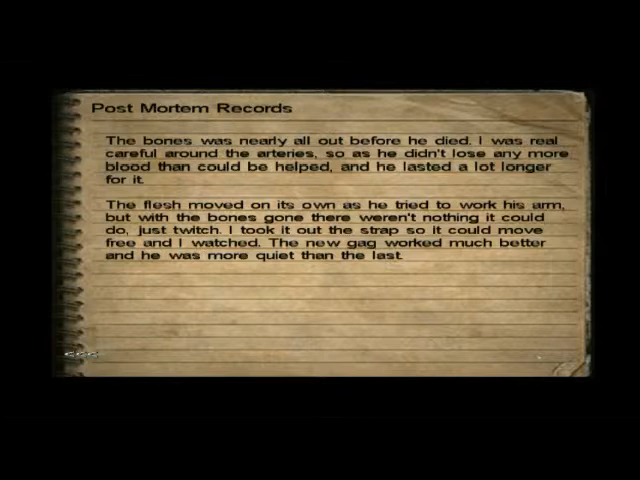 Post Mortem Records
The bones was nearly all out before he died. I was real
careful around the arteries, so as he didn't lose any more
blood than could be helped, and he lasted a lot longer
for it.
The flesh moved on its own as he tried to work his arm,
but with the bones gone there weren't nothing it could
do, just twitch. I took it out the strap so it could move
free and I watched. The new gag worked much better
and he was more quiet than the last.
<<<